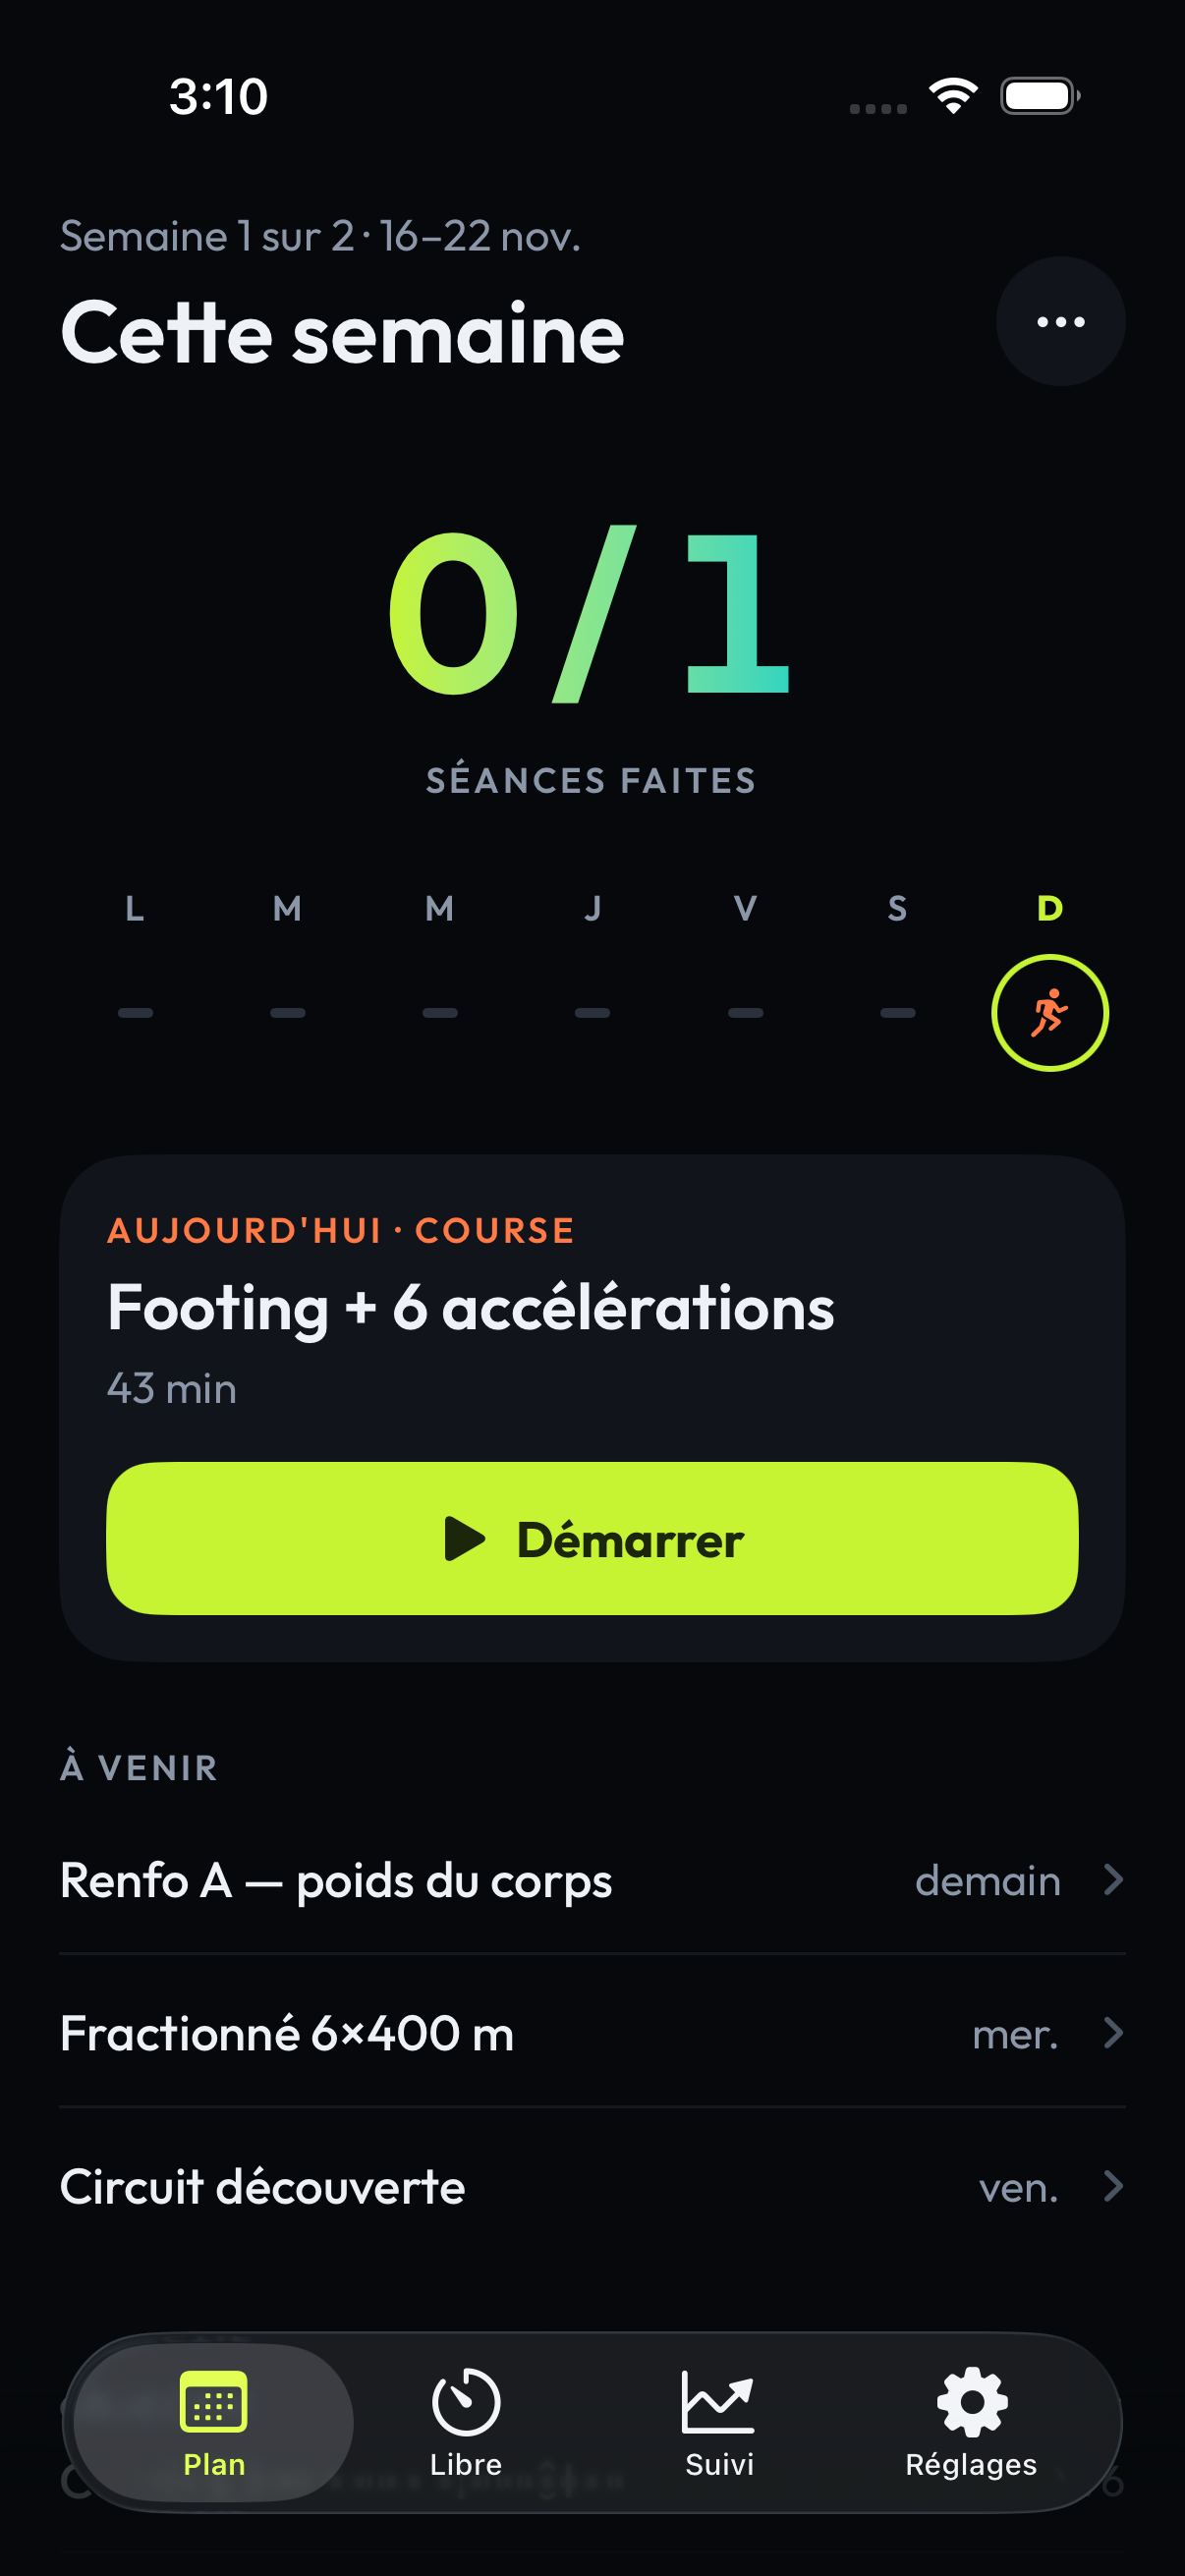 3:10
Semaine 1 sur 2 · 16–22 nov.
Cette semaine
0/1
SÉANCES FAITES
L M M J V S D
AUJOURD'HUI · COURSE
Footing + 6 accélérations
43 min
Démarrer
À VENIR
Renfo A — poids du corps demain
Fractionné 6×400 m mer.
Circuit découverte ven.
Plan Libre Suivi Réglages